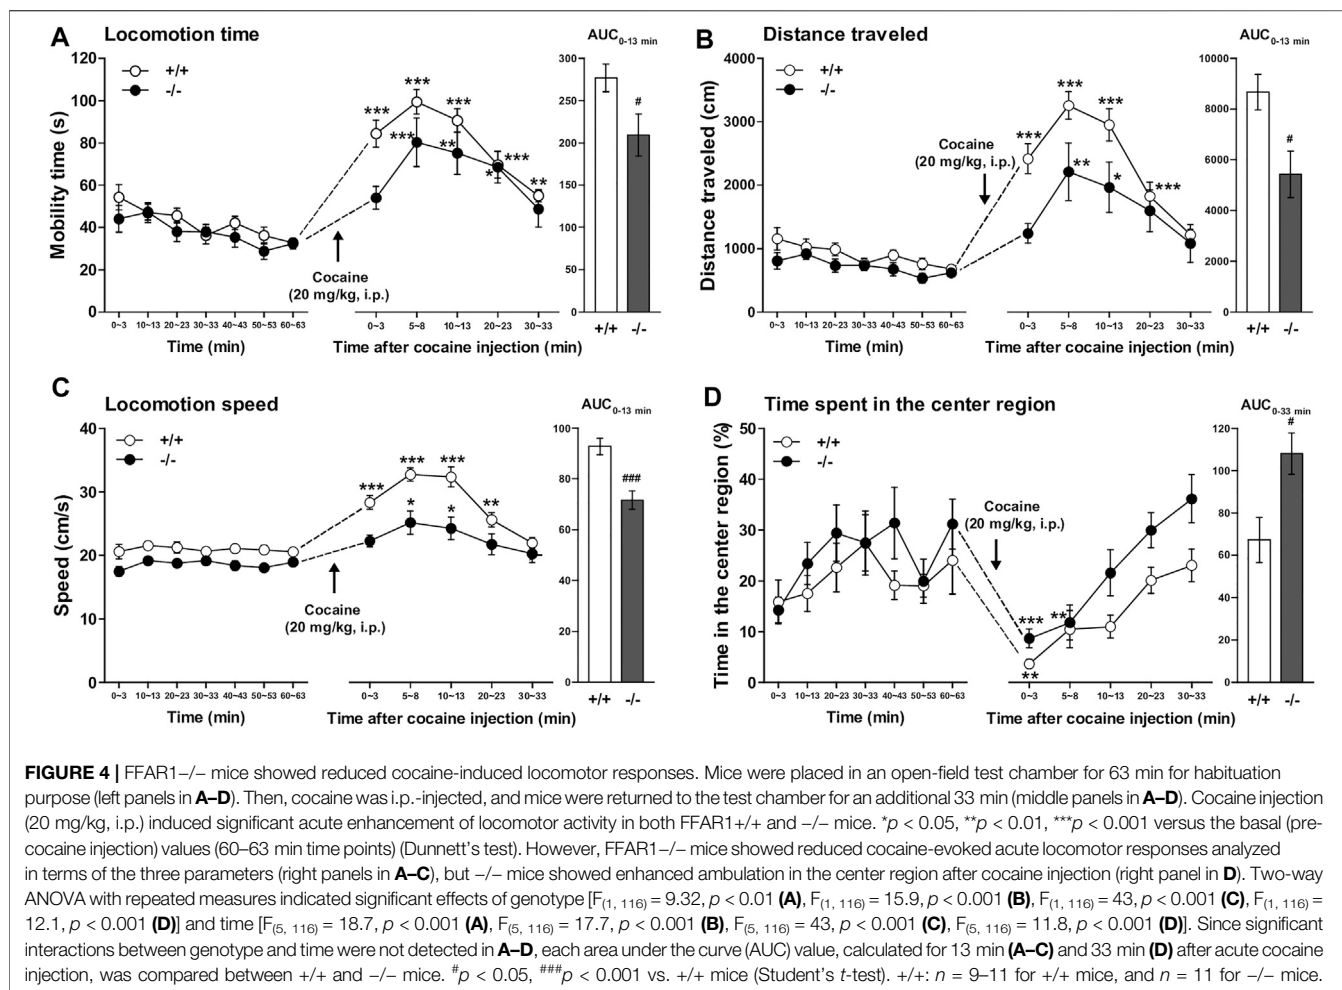 A Locomotion time
AUC0-13 min
120
100
80
60
40
20
0
Mobility time (s)
+/+
-/-
*** *** ***
*** ** * ***
**
Cocaine
(20 mg/kg, i.p.)
0~3 10~13 20~23 30~33 40~43 50~53 60~63
Time (min)
0~3 5~8 10~13 20~23 30~33
Time after cocaine injection (min)
300
250
200
150
100
50
0
#
+/+ -/-
B Distance traveled
AUC0-13 min
4000
3000
2000
1000
0
Distance traveled (cm)
+/+
-/-
Cocaine
(20 mg/kg, i.p.)
*** *** ***
** * ***
0~3 10~13 20~23 30~33 40~43 50~53 60~63
Time (min)
0~3 5~8 10~13 20~23 30~33
Time after cocaine injection (min)
10000
8000
6000
4000
2000
0
#
+/+ -/-
C Locomotion speed
AUC0-13 min
40
30
20
10
0
Speed (cm/s)
+/+
-/-
*** *** *** **
* *
Cocaine
(20 mg/kg, i.p.)
0~3 10~13 20~23 30~33 40~43 50~53 60~63
Time (min)
0~3 5~8 10~13 20~23 30~33
Time after cocaine injection (min)
100
80
60
40
20
0
###
+/+ -/-
D Time spent in the center region
AUC0-33 min
50
40
30
20
10
0
Time in the center region (%)
+/+
-/-
Cocaine
(20 mg/kg, i.p.)
*** **
**
0~3 10~13 20~23 30~33 40~43 50~53 60~63
Time (min)
0~3 5~8 10~13 20~23 30~33
Time after cocaine injection (min)
120
100
80
60
40
20
0
#
+/+ -/-
FIGURE 4 | FFAR1−/− mice showed reduced cocaine-induced locomotor responses. Mice were placed in an open-field test chamber for 63 min for habituation
purpose (left panels in A–D). Then, cocaine was i.p.-injected, and mice were returned to the test chamber for an additional 33 min (middle panels in A–D). Cocaine injection
(20 mg/kg, i.p.) induced significant acute enhancement of locomotor activity in both FFAR1+/+ and −/− mice. *p < 0.05, **p < 0.01, ***p < 0.001 versus the basal (pre-
cocaine injection) values (60–63 min time points) (Dunnett's test). However, FFAR1−/− mice showed reduced cocaine-evoked acute locomotor responses analyzed
in terms of the three parameters (right panels in A–C), but −/− mice showed enhanced ambulation in the center region after cocaine injection (right panel in D). Two-way
ANOVA with repeated measures indicated significant effects of genotype [F(1, 116) = 9.32, p < 0.01 (A), F(1, 116) = 15.9, p < 0.001 (B), F(1, 116) = 43, p < 0.001 (C), F(1, 116) =
12.1, p < 0.001 (D)] and time [F(5, 116) = 18.7, p < 0.001 (A), F(5, 116) = 17.7, p < 0.001 (B), F(5, 116) = 43, p < 0.001 (C), F(5, 116) = 11.8, p < 0.001 (D)]. Since significant
interactions between genotype and time were not detected in A–D, each area under the curve (AUC) value, calculated for 13 min (A–C) and 33 min (D) after acute cocaine
injection, was compared between +/+ and −/− mice. #p < 0.05, ###p < 0.001 vs. +/+ mice (Student's t-test). +/+: n = 9–11 for +/+ mice, and n = 11 for −/− mice.